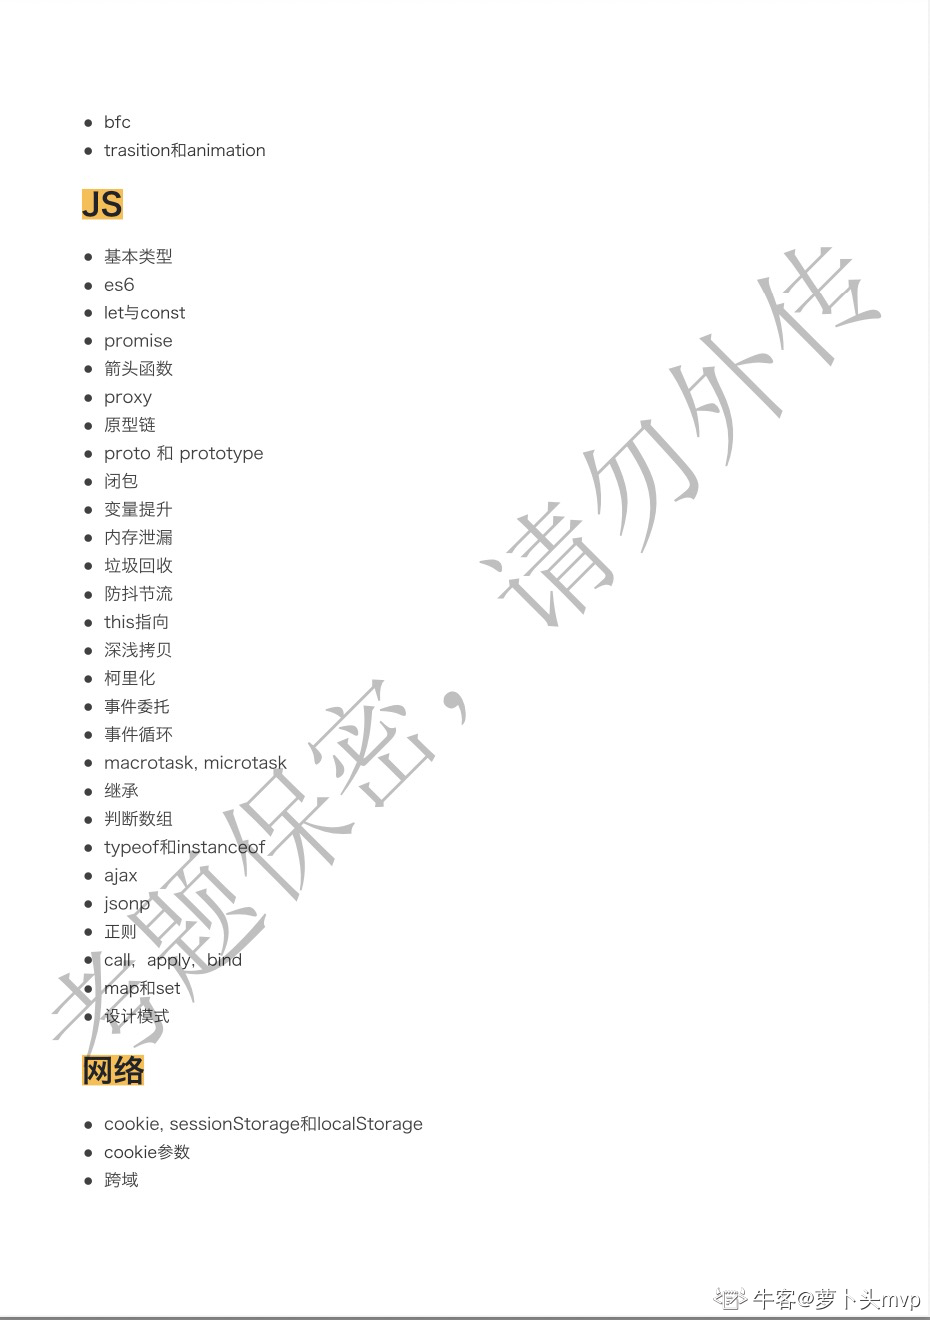 bfc
trasition和animation
JS
基本类型
es6
let与const
promise
箭头函数
proxy
原型链
proto 和 prototype
闭包
变量提升
内存泄漏
垃圾回收
防抖节流
this指向
深浅拷贝
柯里化
事件委托
事件循环
macrotask, microtask
继承
判断数组
typeof和instanceof
ajax
jsonp
正则
call，apply，bind
map和set
设计模式
网络
cookie, sessionStorage和localStorage
cookie参数
跨域
考题保密，请勿外传
牛客@萝卜头mvp